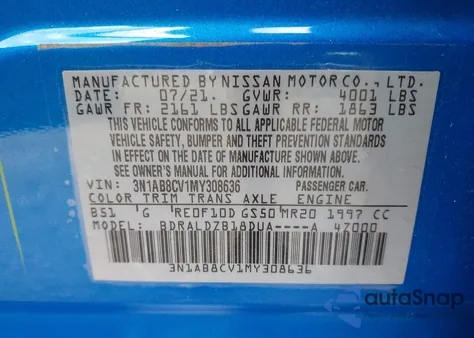 MANUFACTURED BY NISSAN MOTOR CO., LTD.
DATE: 07/21. GVWR: 4001 LBS
GAWR FR: 2161 LBS GAWR RR: 1863 LBS
THIS VEHICLE CONFORMS TO ALL APPLICABLE FEDERAL MOTOR
VEHICLE SAFETY, BUMPER AND THEFT PREVENTION STANDARDS
IN EFFECT ON THE DATE OF MANUFACTURE SHOWN ABOVE.
SEE OWNER'S MANUAL FOR ADDITIONAL INFORMATION.
VIN: 3N1AB8CV1MY308636 PASSENGER CAR.
COLOR TRIM TRANS AXLE ENGINE
B51 G RE0F10D GS50 MR20 1997 CC
MODEL: BDRALDZB18DUA----A 4Z000
3N1AB8CV1MY308636
autoSnap